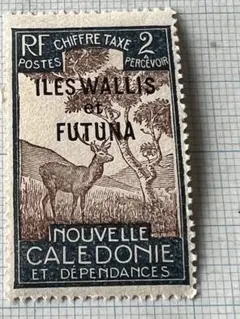 RF CHIFFRE TAXE 2
POSTES PERCEVOIR
ILES WALLIS
et
FUTUNA
NOUVELLE
CALEDONIE
ET DÉPENDANCES